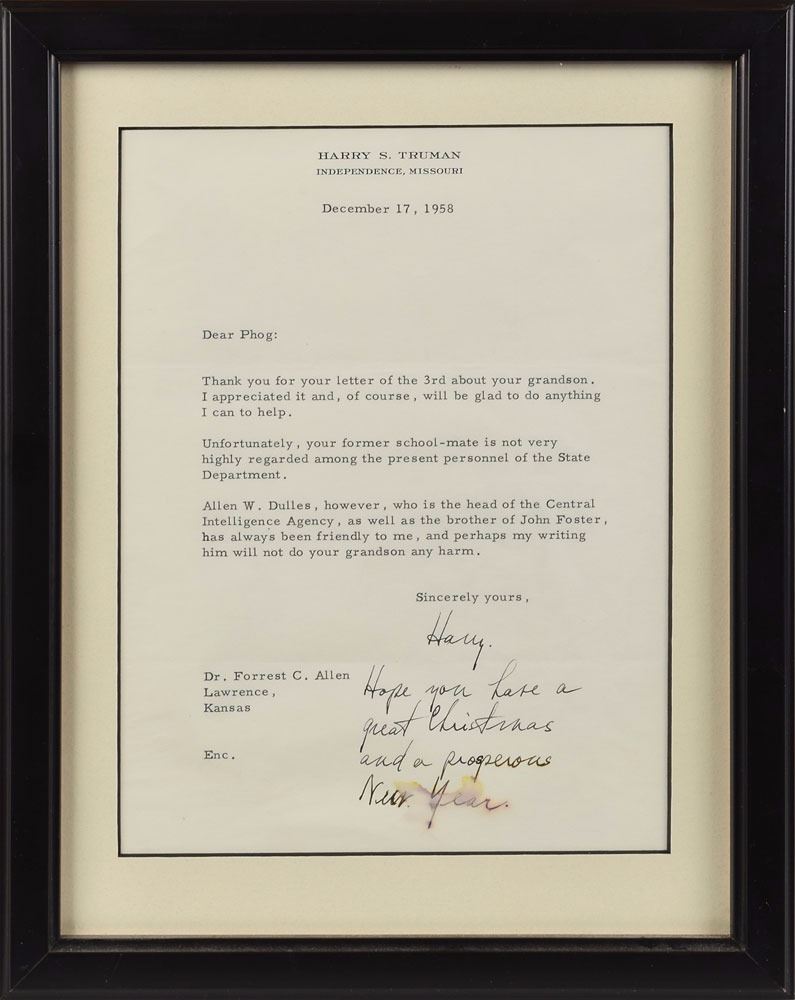 HARRY S. TRUMAN
INDEPENDENCE, MISSOURI
December 17, 1958
Dear Phog:
Thank you for your letter of the 3rd about your grandson.
I appreciated it and, of course, will be glad to do anything
I can to help.
Unfortunately, your former school-mate is not very
highly regarded among the present personnel of the State
Department.
Allen W. Dulles, however, who is the head of the Central
Intelligence Agency, as well as the brother of John Foster,
has always been friendly to me, and perhaps my writing
him will not do your grandson any harm.
Sincerely yours,
Harry.
Dr. Forrest C. Allen
Lawrence,
Kansas
Enc.
Hope you have a
great Christmas
and a prosperous
New Year.